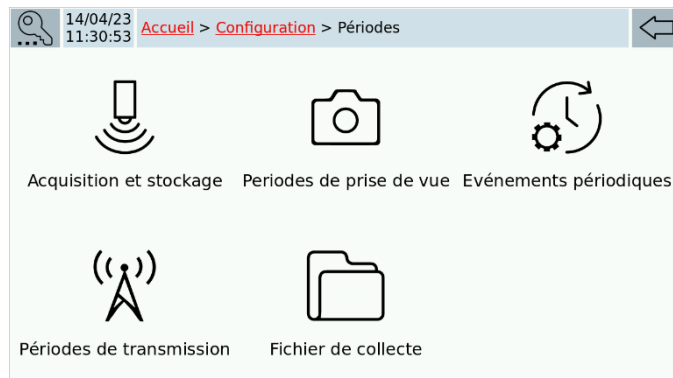 14/04/23
11:30:53
Accueil > Configuration > Périodes
Acquisition et stockage
Periodes de prise de vue
Evénements périodiques
Périodes de transmission
Fichier de collecte